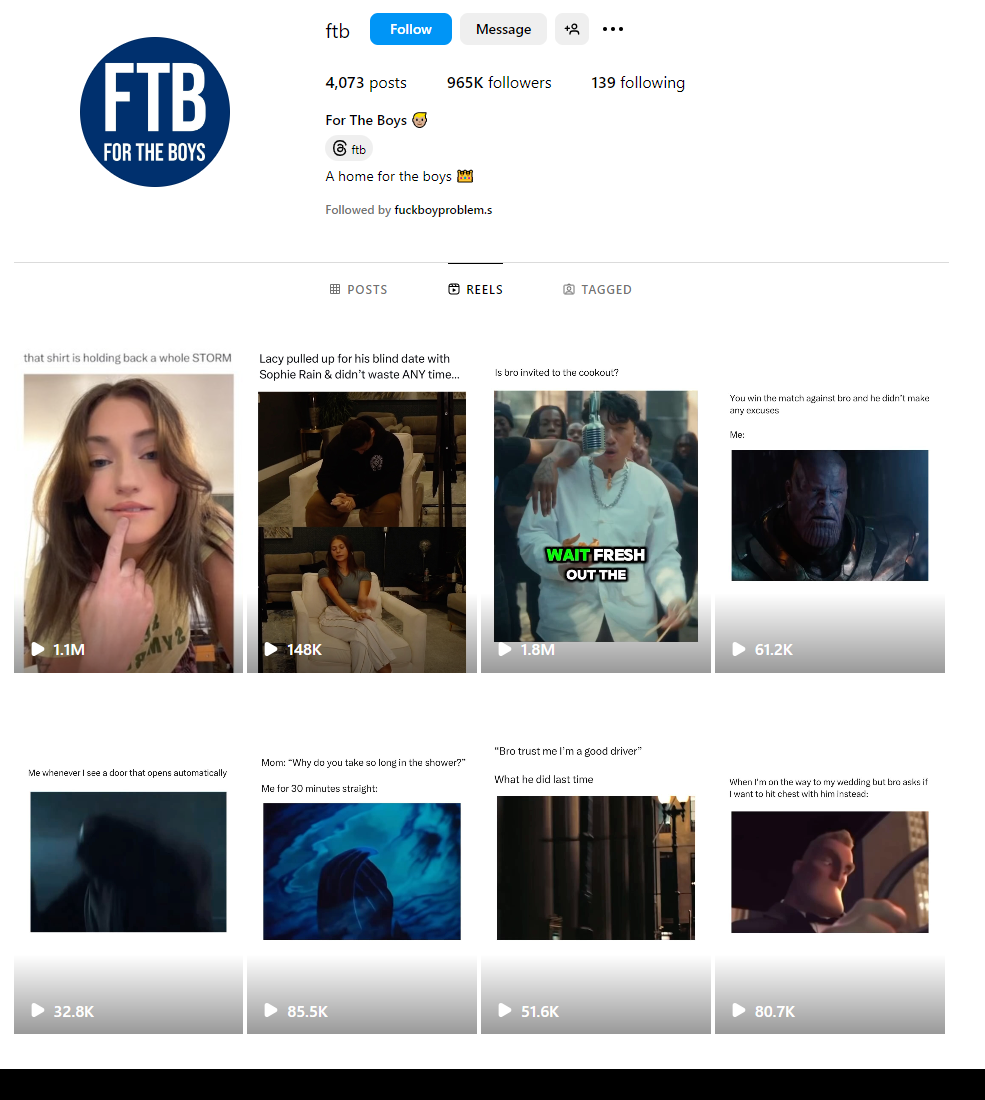 FTB
FOR THE BOYS
ftb Follow Message
4,073 posts 965K followers 139 following
For The Boys
ftb
A home for the boys
Followed by fuckboyproblem.s
POSTS REELS TAGGED
that shirt is holding back a whole STORM
1.1M
Lacy pulled up for his blind date with
Sophie Rain & didn't waste ANY time...
148K
Is bro invited to the cookout?
WAIT FRESH
OUT THE
1.8M
You win the match against bro and he didn't make
any excuses
Me:
61.2K
Me whenever I see a door that opens automatically
32.8K
Mom: “Why do you take so long in the shower?”
Me for 30 minutes straight:
85.5K
“Bro trust me I'm a good driver”
What he did last time
51.6K
When I'm on the way to my wedding but bro asks if
I want to hit chest with him instead:
80.7K